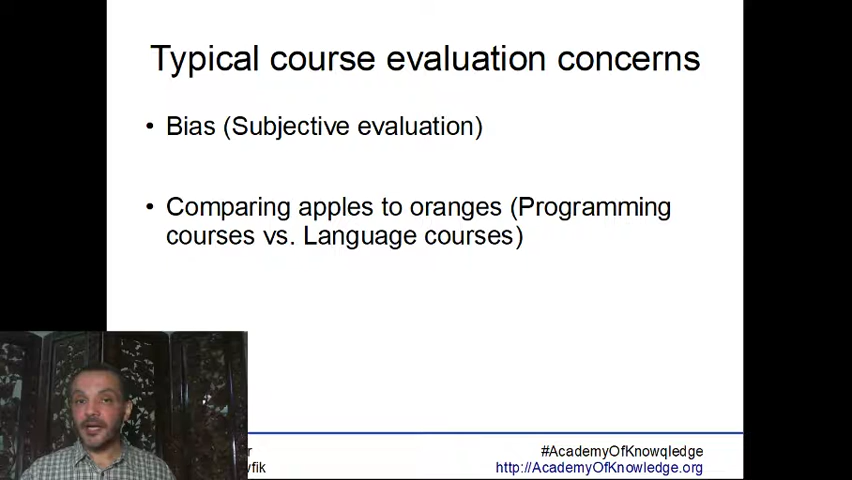 Typical course evaluation concerns
• Bias (Subjective evaluation)
• Comparing apples to oranges (Programming
courses vs. Language courses)
#AcademyOfKnowqledge
http://AcademyOfKnowledge.org